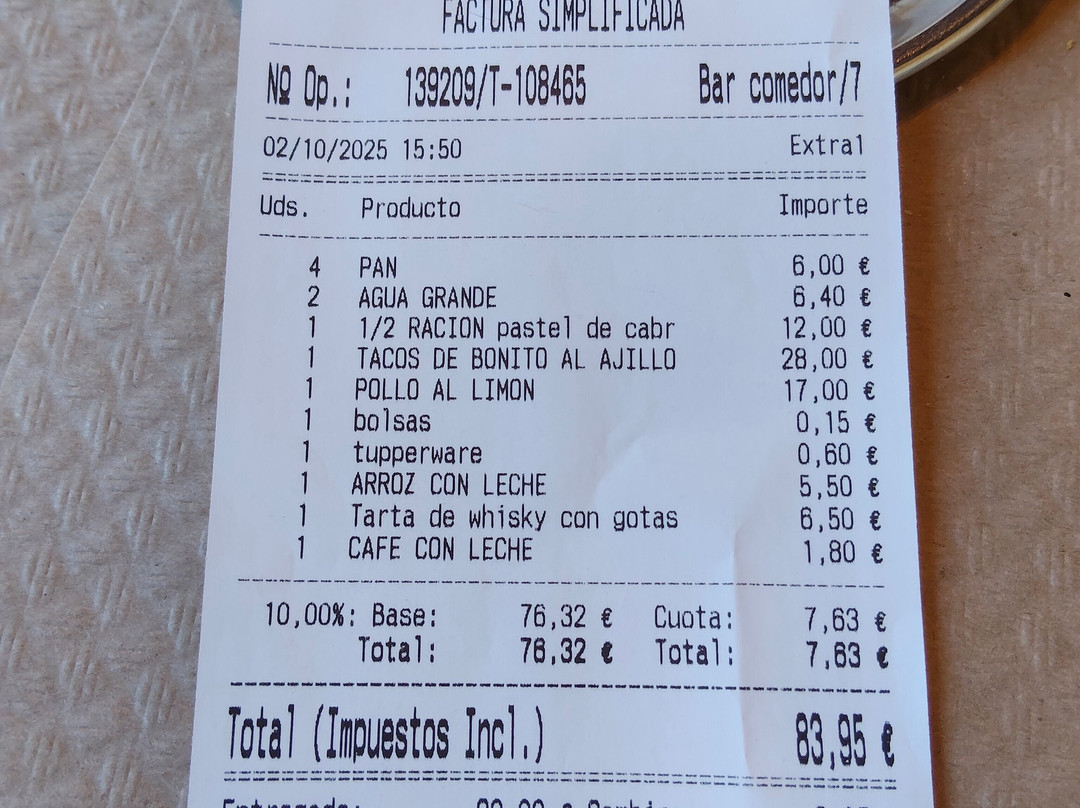 FACTURA SIMPLIFICADA
Nº Op.: 139209/T-108465 Bar comedor/7
02/10/2025 15:50 Extra1
Uds. Producto Importe
4 PAN 6,00 €
2 AGUA GRANDE 6,40 €
1 1/2 RACION pastel de cabr 12,00 €
1 TACOS DE BONITO AL AJILLO 28,00 €
1 POLLO AL LIMON 17,00 €
1 bolsas 0,15 €
1 tupperware 0,60 €
1 ARROZ CON LECHE 5,50 €
1 Tarta de whisky con gotas 6,50 €
1 CAFE CON LECHE 1,80 €
10,00%: Base: 76,32 € Cuota: 7,63 €
Total: 76,32 € Total: 7,63 €
Total (Impuestos Incl.) 83,95 €